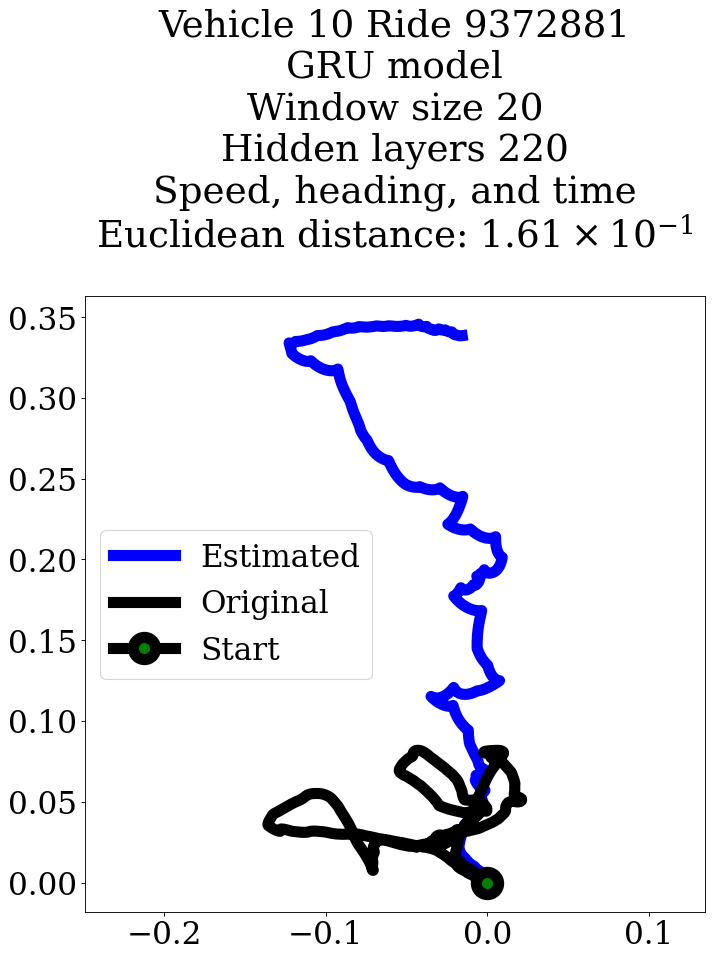 Vehicle 10 Ride 9372881
GRU model
Window size 20
Hidden layers 220
Speed, heading, and time
Euclidean distance: 1.61 × 10⁻¹
0.35
0.30
0.25
0.20
0.15
0.10
0.05
0.00
Estimated
Original
Start
−0.2 −0.1 0.0 0.1